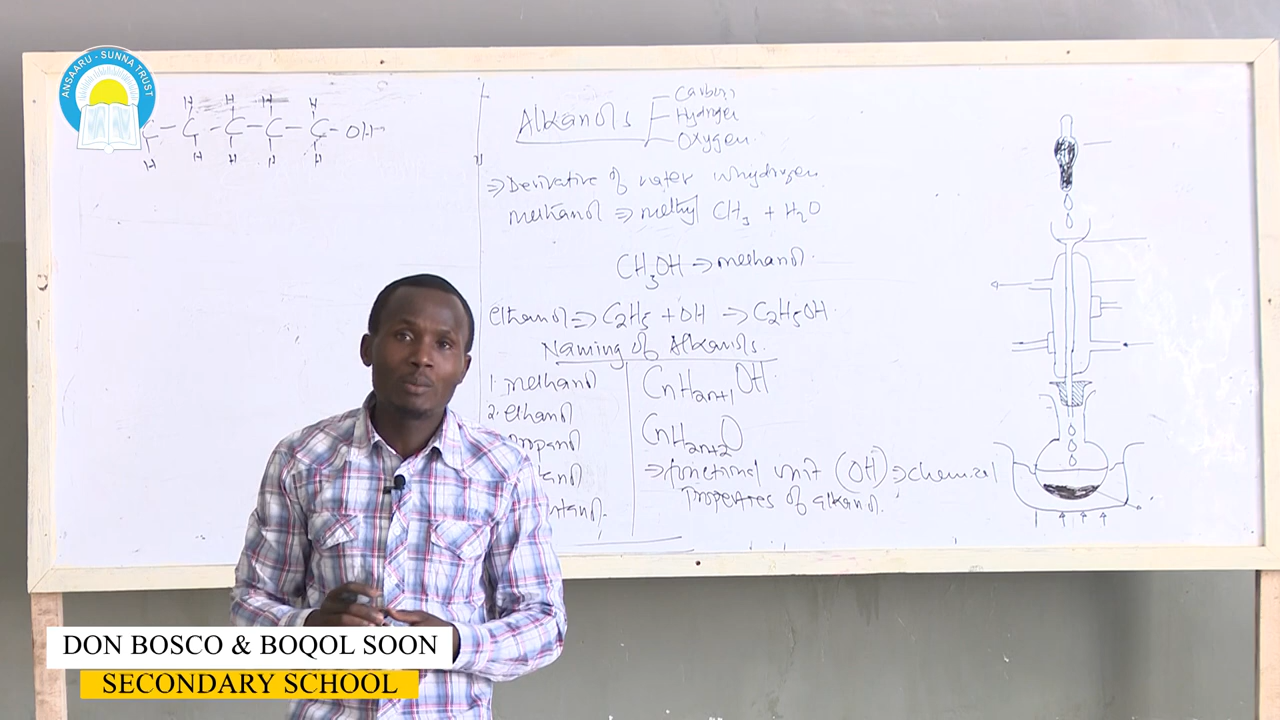 ANSAARU - SUNNA TRUST
H H H H
C - C - C - C - C - OH
H H H H H
Alkanols
Carbon
Hydrogen
Oxygen
⇒ Derivative of water
methanol ⇒ methyl CH3 + H2O
CH3OH ⇒ methanol.
ethanol ⇒ C2H5 + OH ⇒ C2H5OH.
Naming of Alkanols.
1. methanol
2. ethanol
propanol
CnH2n+1OH
CnH2n+2O
⇒ functional unit (OH) ⇒ chemical
properties of alkanol.
DON BOSCO & BOQOL SOON
SECONDARY SCHOOL